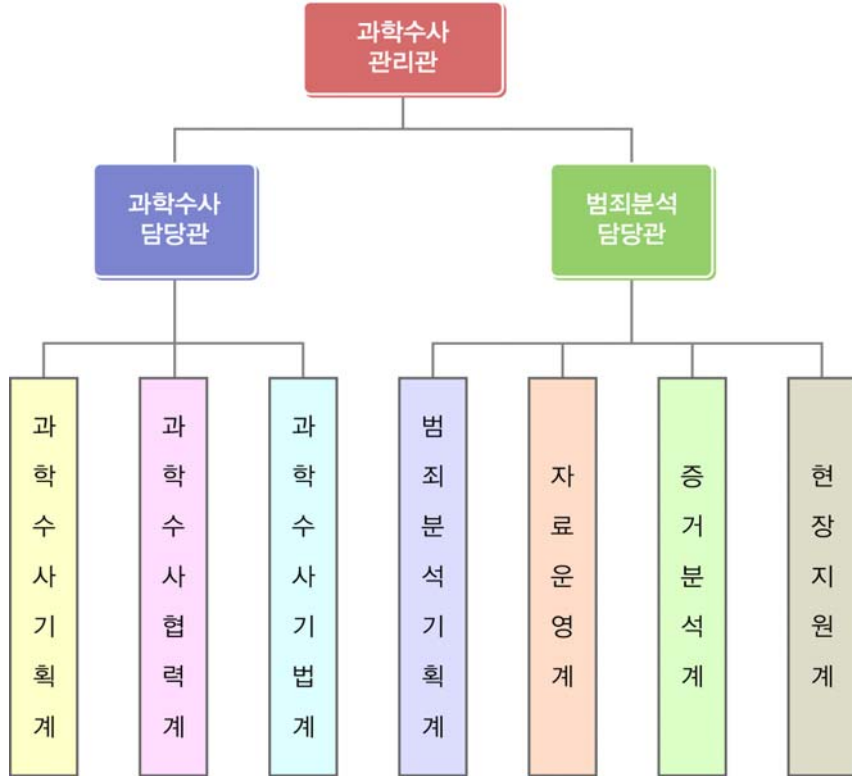 과학수사
관리관
과학수사
담당관
범죄분석
담당관
과학수사기획계
과학수사협력계
과학수사기법계
범죄분석기획계
자료운영계
증거분석계
현장지원계